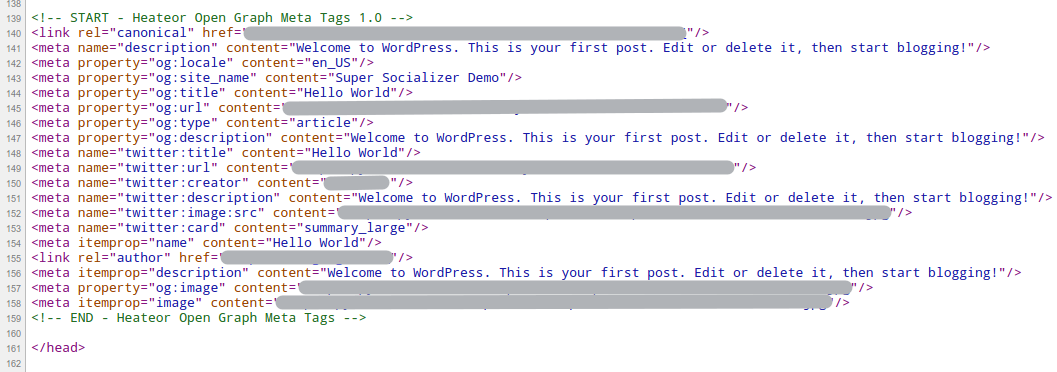 138
139 <!-- START - Heateor Open Graph Meta Tags 1.0 -->
140 <link rel="canonical" href=" "/>
141 <meta name="description" content="Welcome to WordPress. This is your first post. Edit or delete it, then start blogging!"/>
142 <meta property="og:locale" content="en_US"/>
143 <meta property="og:site_name" content="Super Socializer Demo"/>
144 <meta property="og:title" content="Hello World"/>
145 <meta property="og:url" content=" "/>
146 <meta property="og:type" content="article"/>
147 <meta property="og:description" content="Welcome to WordPress. This is your first post. Edit or delete it, then start blogging!"/>
148 <meta name="twitter:title" content="Hello World"/>
149 <meta name="twitter:url" content=" "/>
150 <meta name="twitter:creator" content=" "/>
151 <meta name="twitter:description" content="Welcome to WordPress. This is your first post. Edit or delete it, then start blogging!"/>
152 <meta name="twitter:image:src" content=" "/>
153 <meta name="twitter:card" content="summary_large"/>
154 <meta itemprop="name" content="Hello World"/>
155 <link rel="author" href=" "/>
156 <meta itemprop="description" content="Welcome to WordPress. This is your first post. Edit or delete it, then start blogging!"/>
157 <meta property="og:image" content=" "/>
158 <meta itemprop="image" content=" "/>
159 <!-- END - Heateor Open Graph Meta Tags -->
160
161 </head>
162